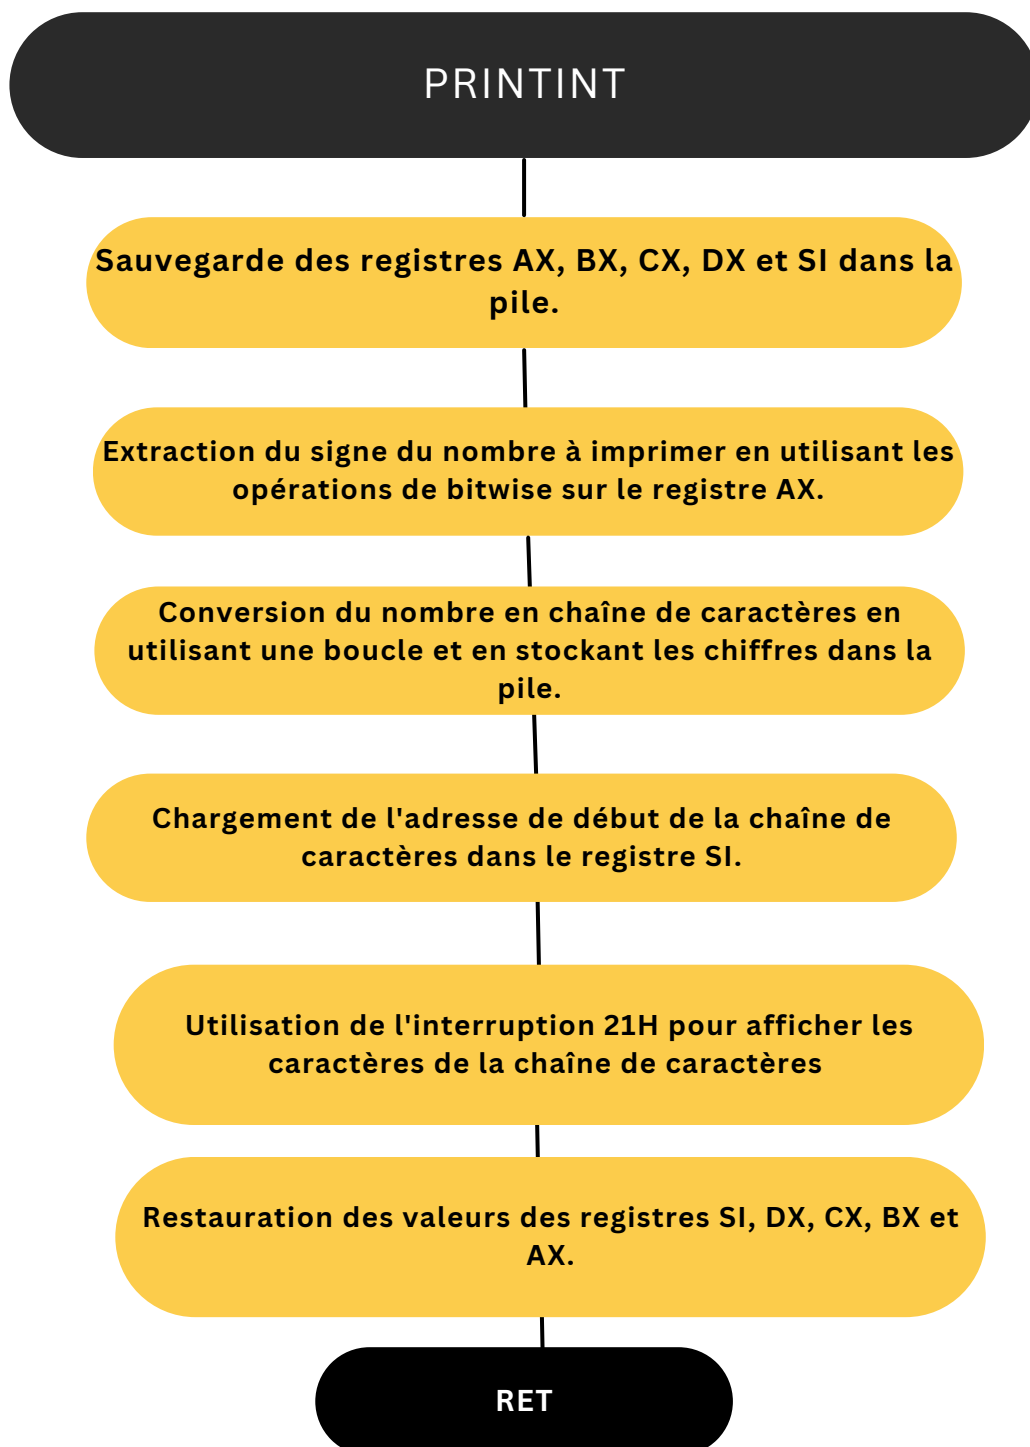 PRINTINT
Sauvegarde des registres AX, BX, CX, DX et SI dans la
pile.
Extraction du signe du nombre à imprimer en utilisant les
opérations de bitwise sur le registre AX.
Conversion du nombre en chaîne de caractères en
utilisant une boucle et en stockant les chiffres dans la
pile.
Chargement de l'adresse de début de la chaîne de
caractères dans le registre SI.
Utilisation de l'interruption 21H pour afficher les
caractères de la chaîne de caractères
Restauration des valeurs des registres SI, DX, CX, BX et
AX.
RET